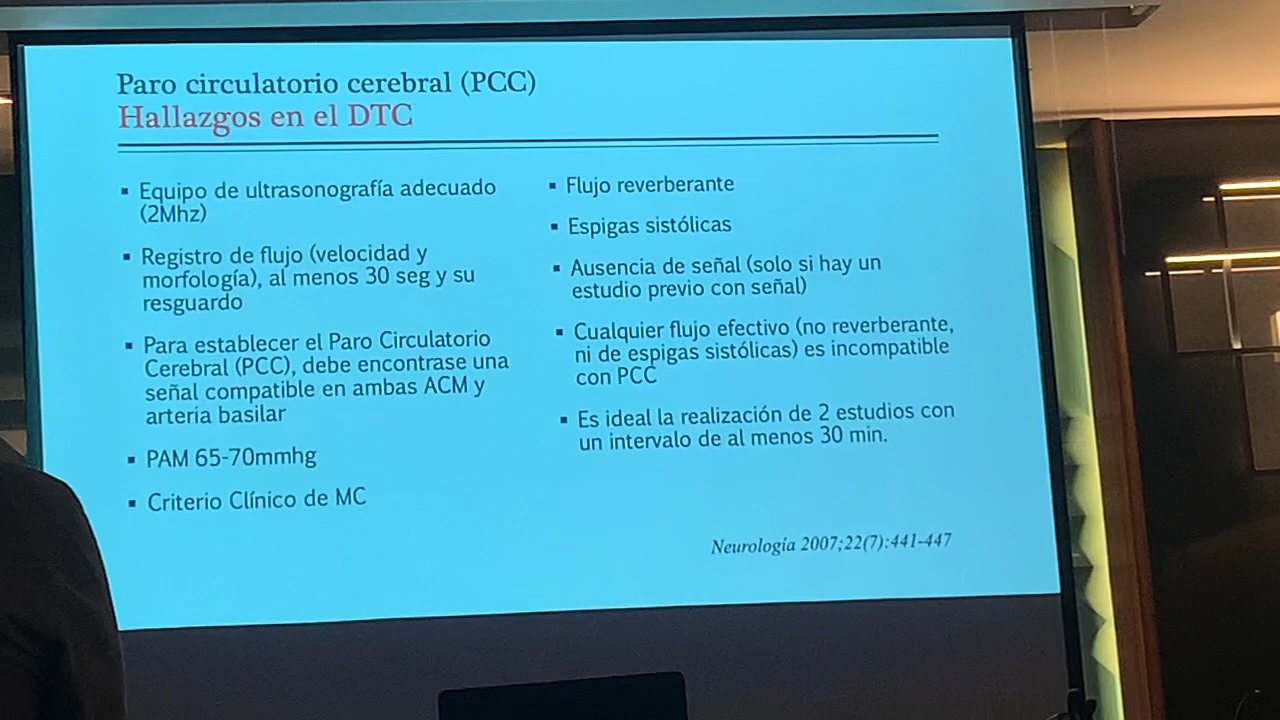 Paro circulatorio cerebral (PCC)
Hallazgos en el DTC
▪ Equipo de ultrasonografía adecuado
(2Mhz)
▪ Registro de flujo (velocidad y
morfología), al menos 30 seg y su
resguardo
▪ Para establecer el Paro Circulatorio
Cerebral (PCC), debe encontrase una
señal compatible en ambas ACM y
arteria basilar
▪ PAM 65-70mmhg
▪ Criterio Clínico de MC
▪ Flujo reverberante
▪ Espigas sistólicas
▪ Ausencia de señal (solo si hay un
estudio previo con señal)
▪ Cualquier flujo efectivo (no reverberante,
ni de espigas sistólicas) es incompatible
con PCC
▪ Es ideal la realización de 2 estudios con
un intervalo de al menos 30 min.
Neurología 2007;22(7):441-447